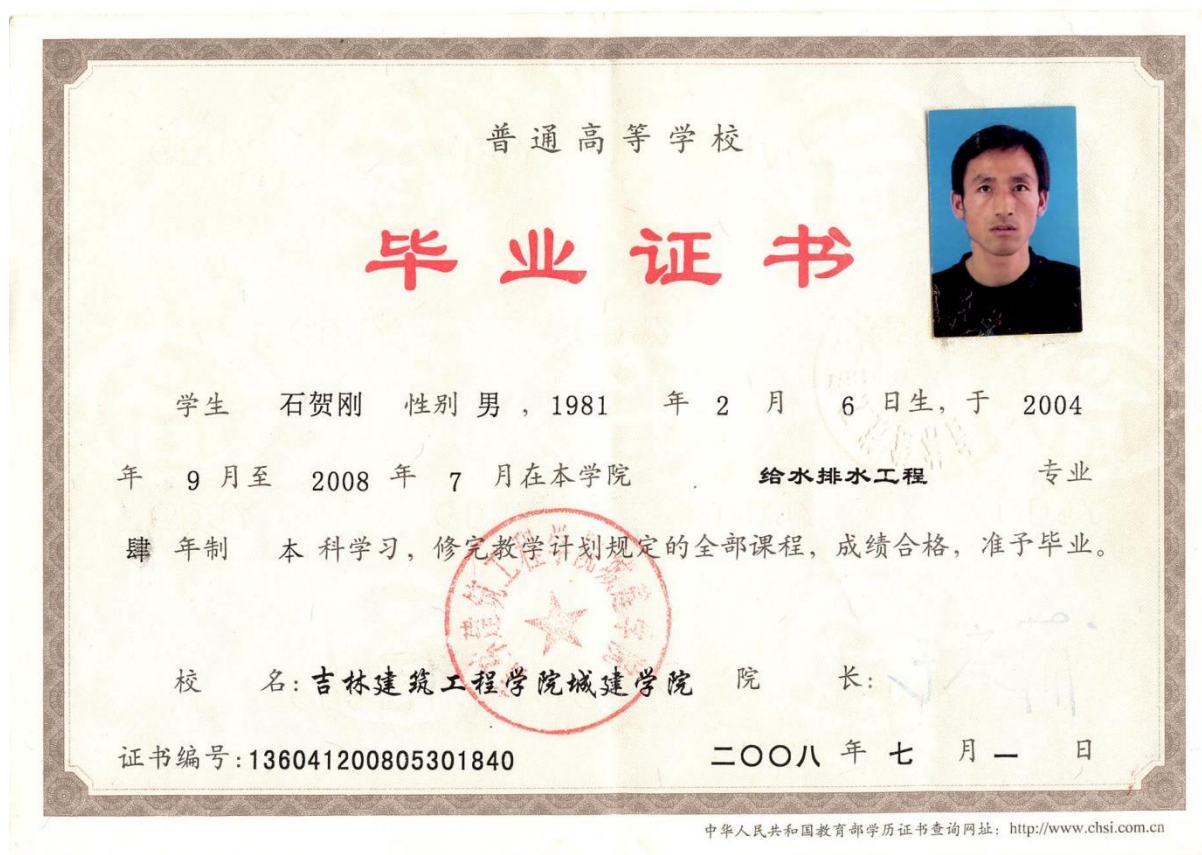 普通高等学校
毕业证书
学生 石贺刚 性别 男 , 1981 年 2 月 6 日生, 于 2004
年 9 月至 2008 年 7 月在本学院 给水排水工程 专业
肆 年制 本 科学习, 修完教学计划规定的全部课程, 成绩合格, 准予毕业。
校 名: 吉林建筑工程学院城建学院 院 长:
证书编号: 136041200805301840 二〇〇八 年 七 月 一 日
中华人民共和国教育部学历证书查询网址: http://www.chsi.com.cn